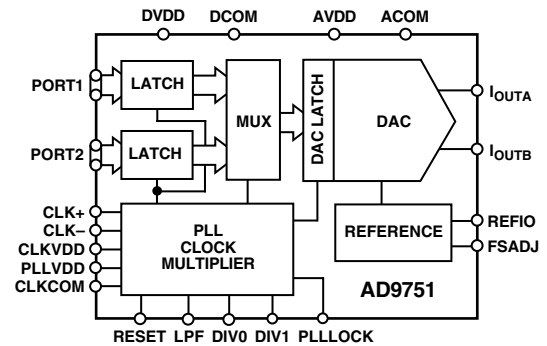 DVDD DCOM AVDD ACOM
PORT1
LATCH
MUX
DAC LATCH
DAC
IOUTA
PORT2
LATCH
IOUTB
CLK+
CLK–
CLKVDD
PLLVDD
CLKCOM
PLL
CLOCK
MULTIPLIER
REFERENCE
REFIO
FSADJ
AD9751
RESET LPF DIV0 DIV1 PLLLOCK